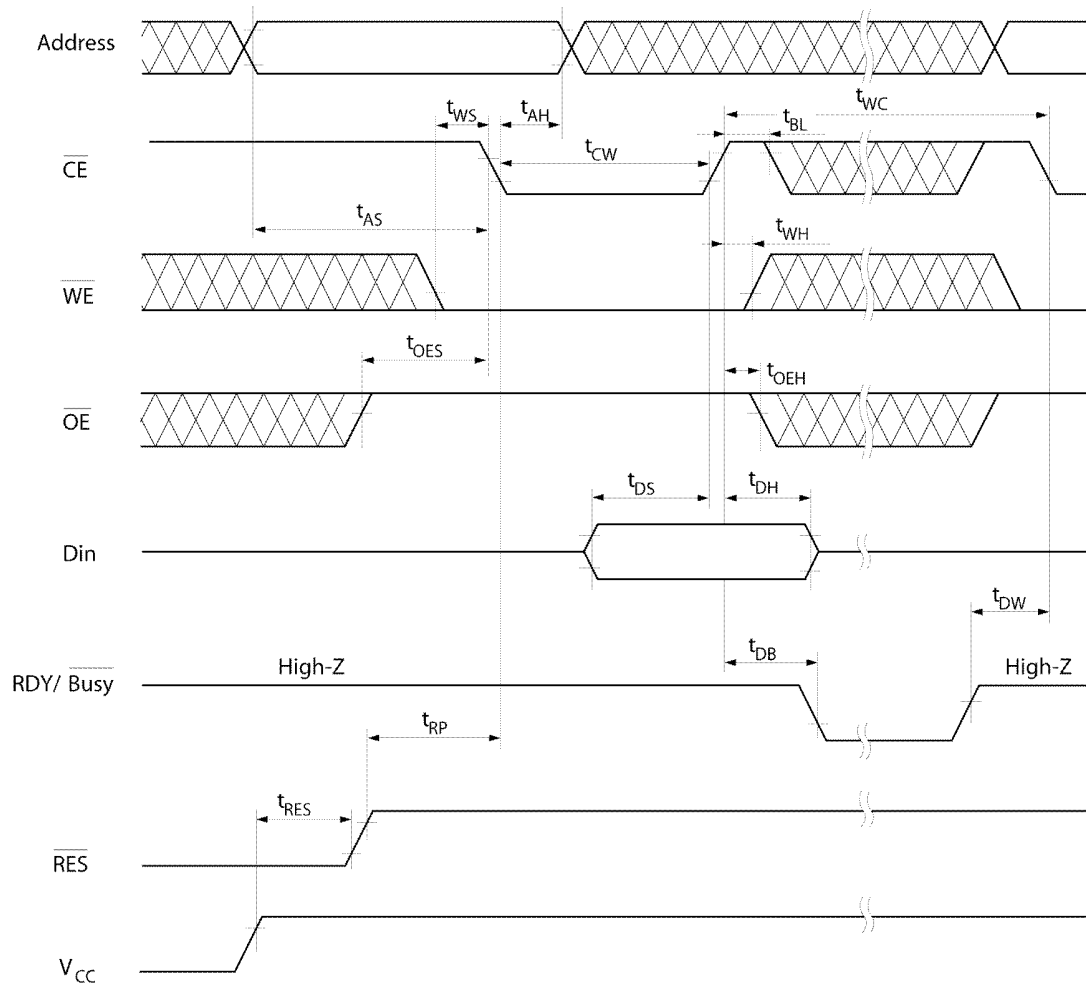 Address
tWS
tAH
tWC
tBL
CE
tCW
tAS
tWH
WE
tOES
tOEH
OE
tDS
tDH
Din
tDW
tDB
RDY/ Busy
High-Z
High-Z
tRP
tRES
RES
VCC